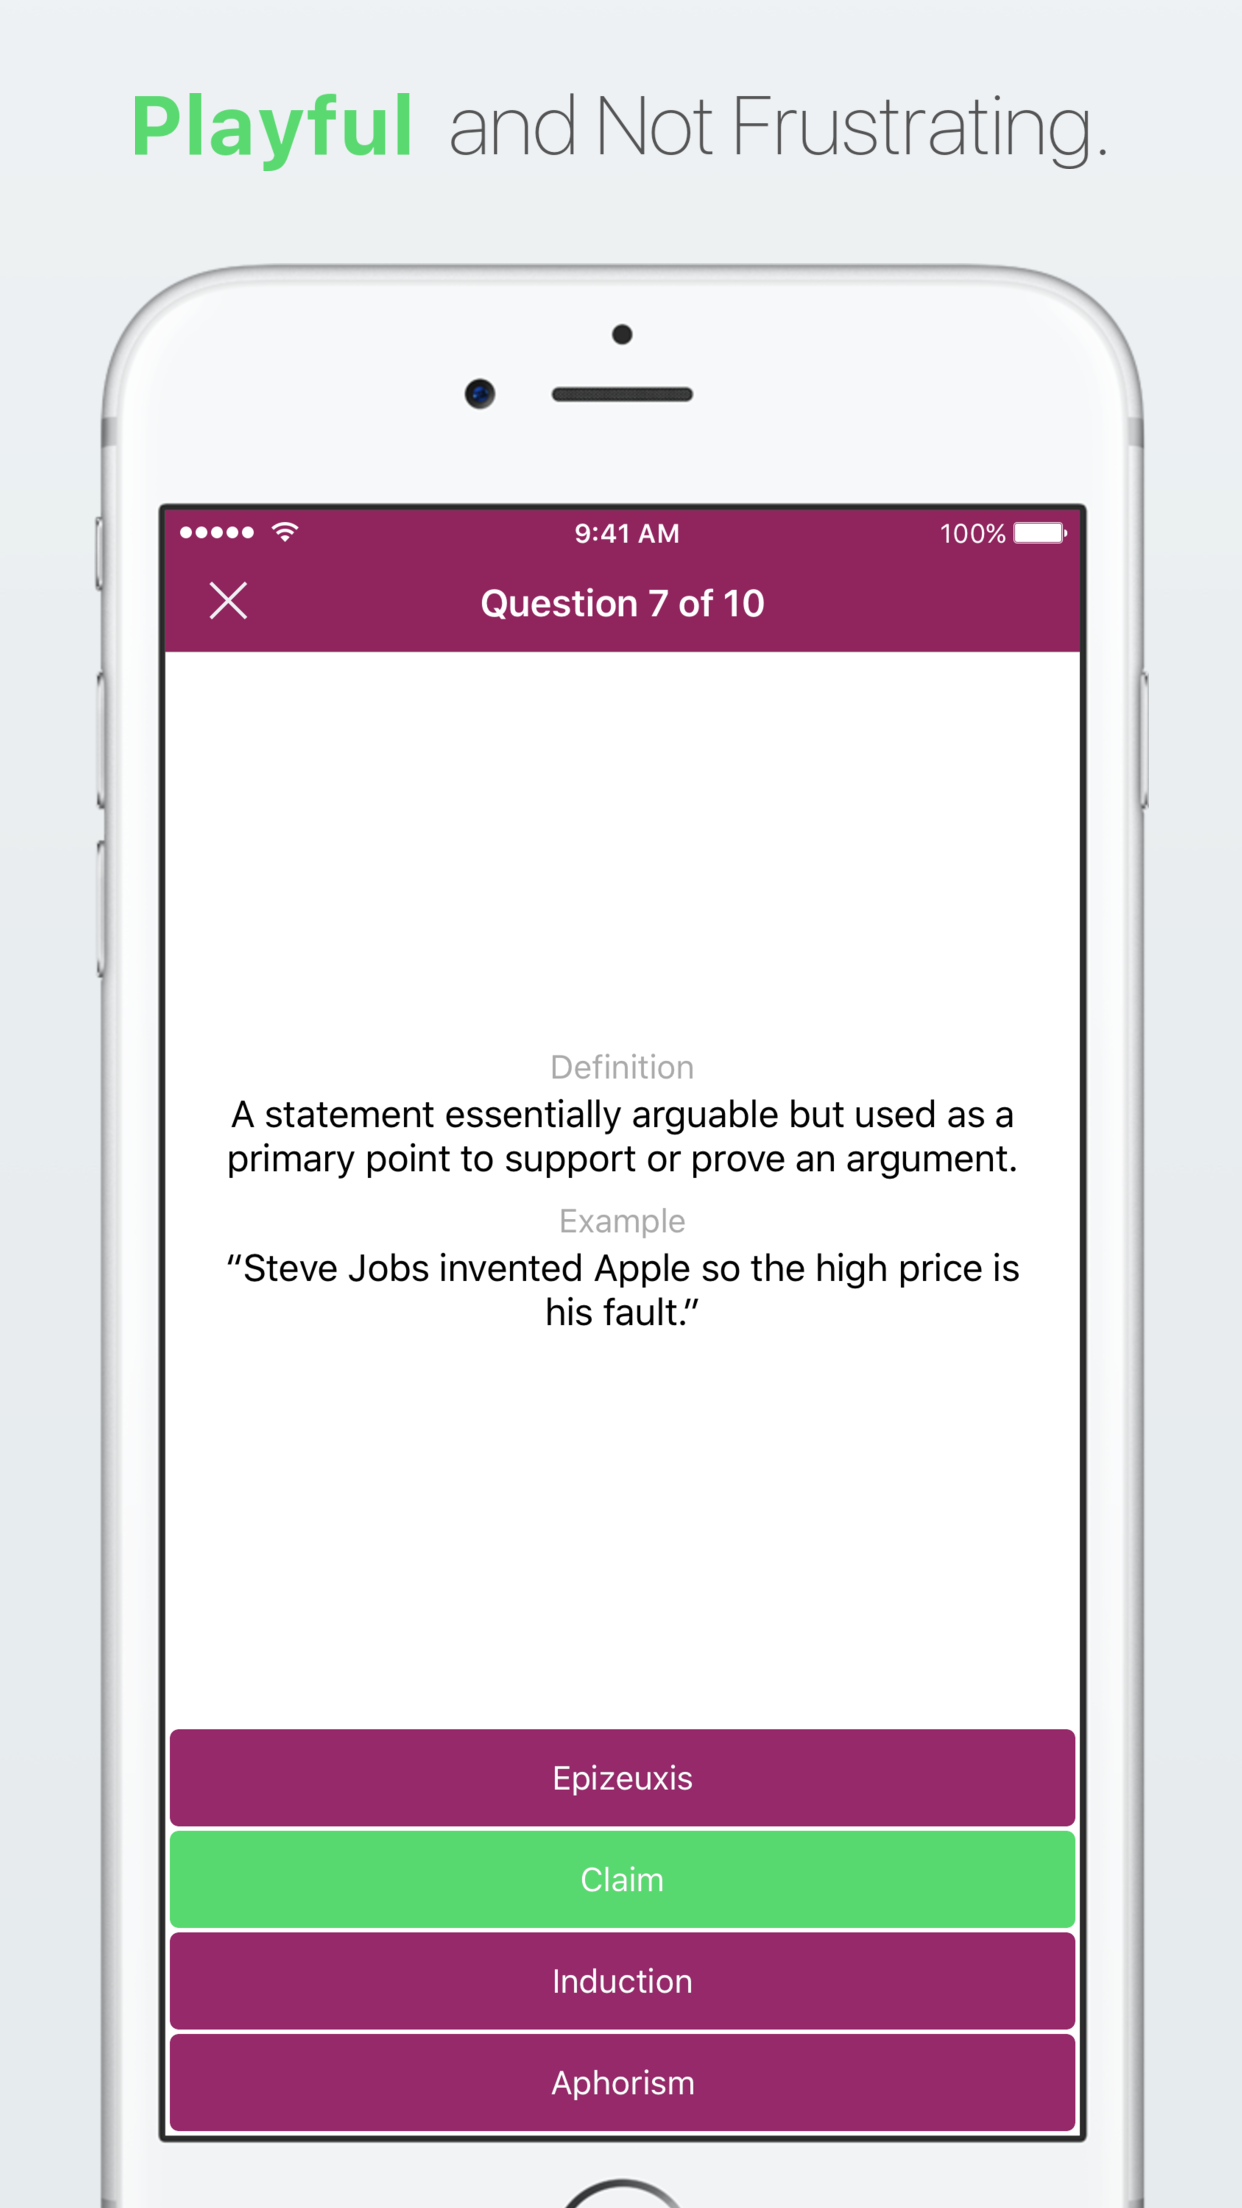 Playful and Not Frustrating.
9:41 AM 100%
Question 7 of 10
Definition
A statement essentially arguable but used as a
primary point to support or prove an argument.
Example
“Steve Jobs invented Apple so the high price is
his fault.”
Epizeuxis
Claim
Induction
Aphorism